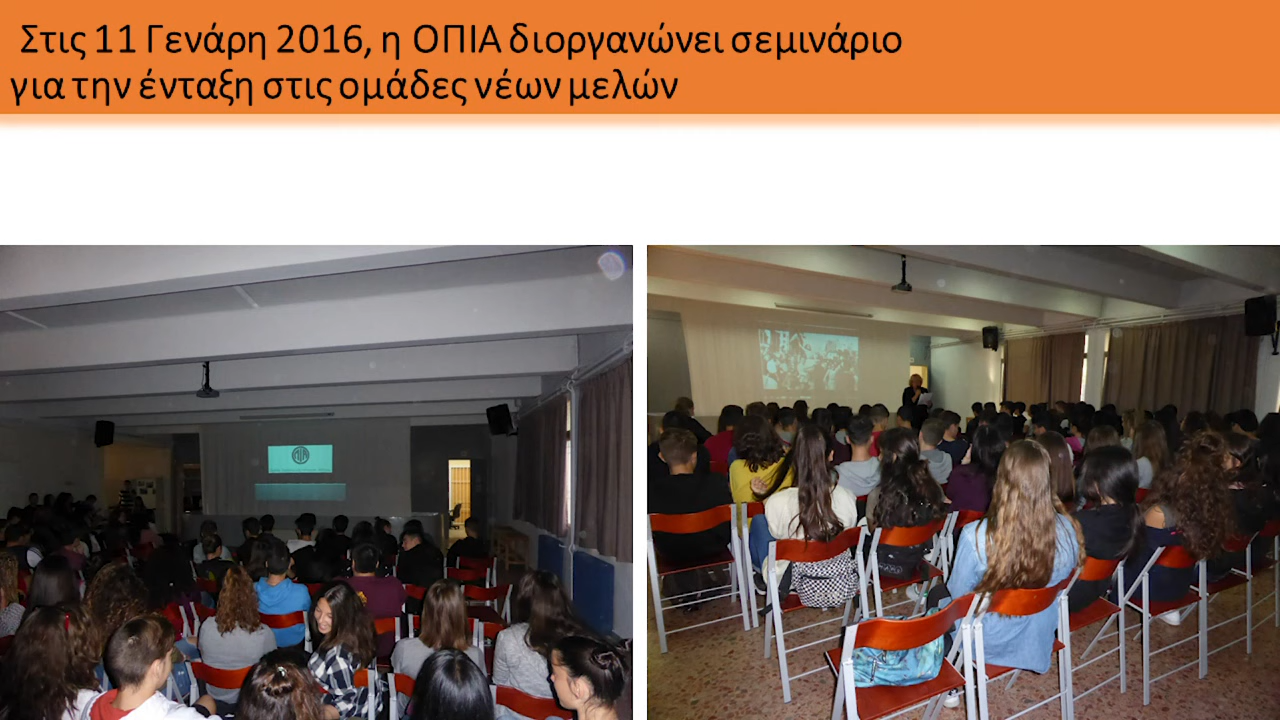 Στις 11 Γενάρη 2016, η ΟΠΙΑ διοργανώνει σεμινάριο
για την ένταξη στις ομάδες νέων μελών